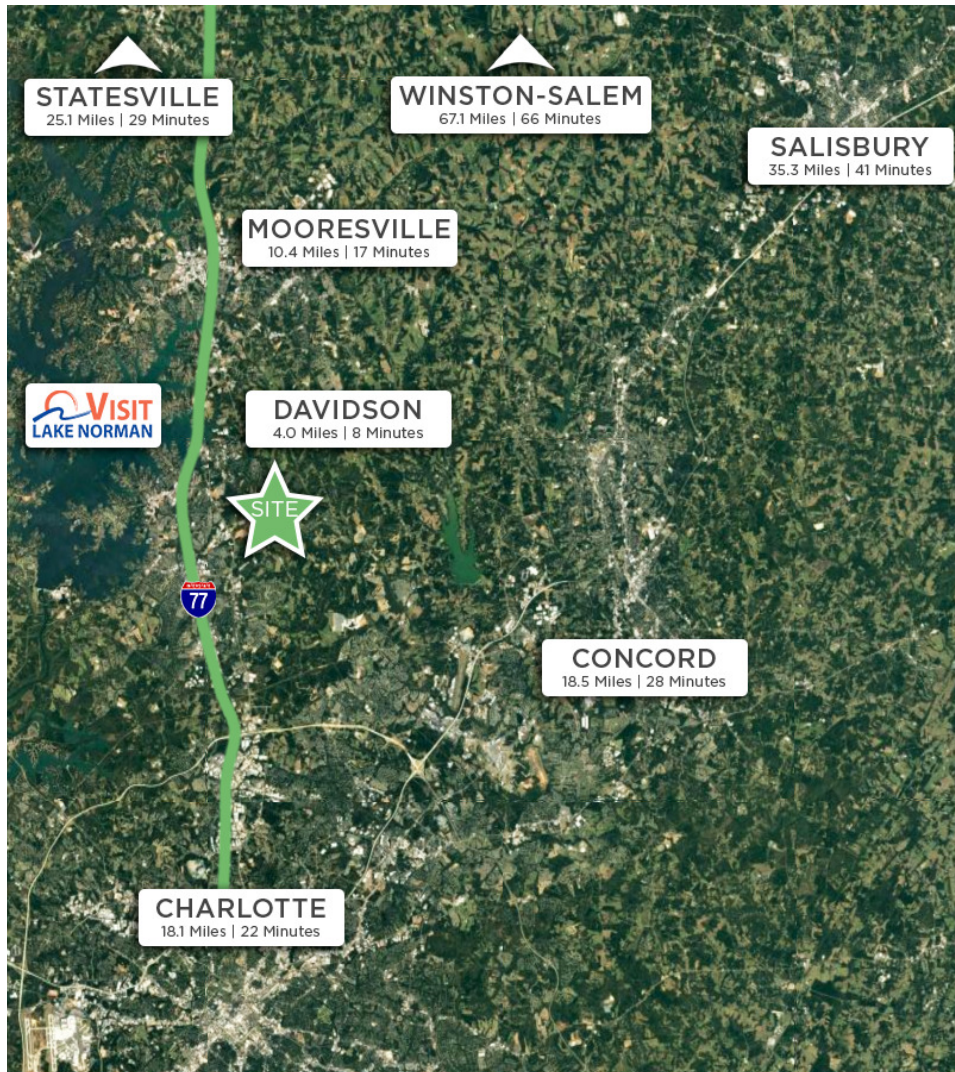 STATESVILLE
25.1 Miles | 29 Minutes
WINSTON-SALEM
67.1 Miles | 66 Minutes
SALISBURY
35.3 Miles | 41 Minutes
MOORESVILLE
10.4 Miles | 17 Minutes
VISIT
LAKE NORMAN
DAVIDSON
4.0 Miles | 8 Minutes
SITE
INTERSTATE
77
CONCORD
18.5 Miles | 28 Minutes
CHARLOTTE
18.1 Miles | 22 Minutes